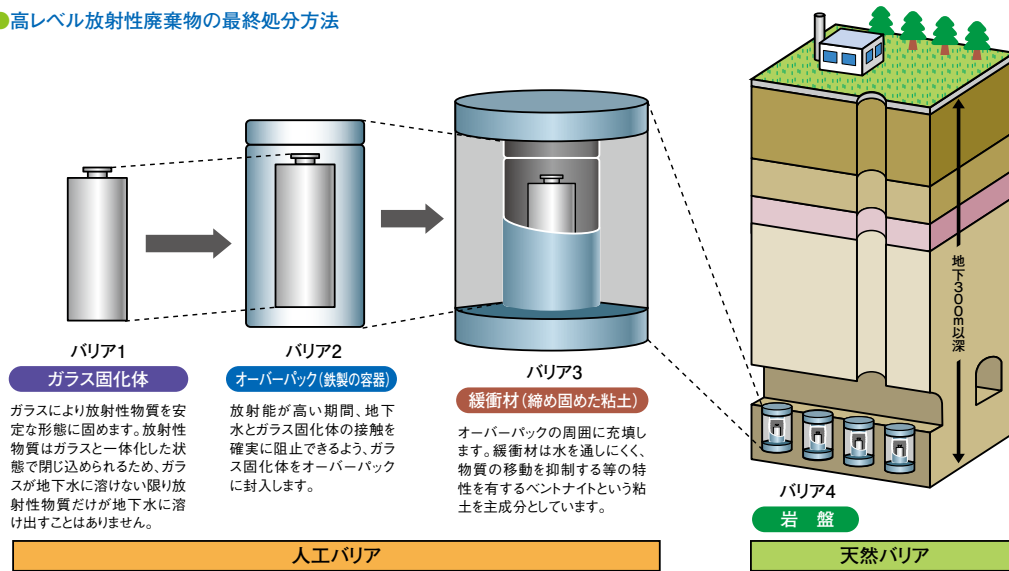 ●高レベル放射性廃棄物の最終処分方法
バリア1
ガラス固化体
ガラスにより放射性物質を安
定な形態に固めます。放射性
物質はガラスと一体化した状
態で閉じ込められるため、ガラ
スが地下水に溶けない限り放
射性物質だけが地下水に溶
け出すことはありません。
バリア2
オーバーパック(鉄製の容器)
放射能が高い期間、地下
水とガラス固化体の接触を
確実に阻止できるよう、ガラ
ス固化体をオーバーパック
に封入します。
バリア3
緩衝材(締め固めた粘土)
オーバーパックの周囲に充填し
ます。緩衝材は水を通しにくく、
物質の移動を抑制する等の特
性を有するベントナイトという粘
土を主成分としています。
地下300m以深
バリア4
岩 盤
人工バリア
天然バリア